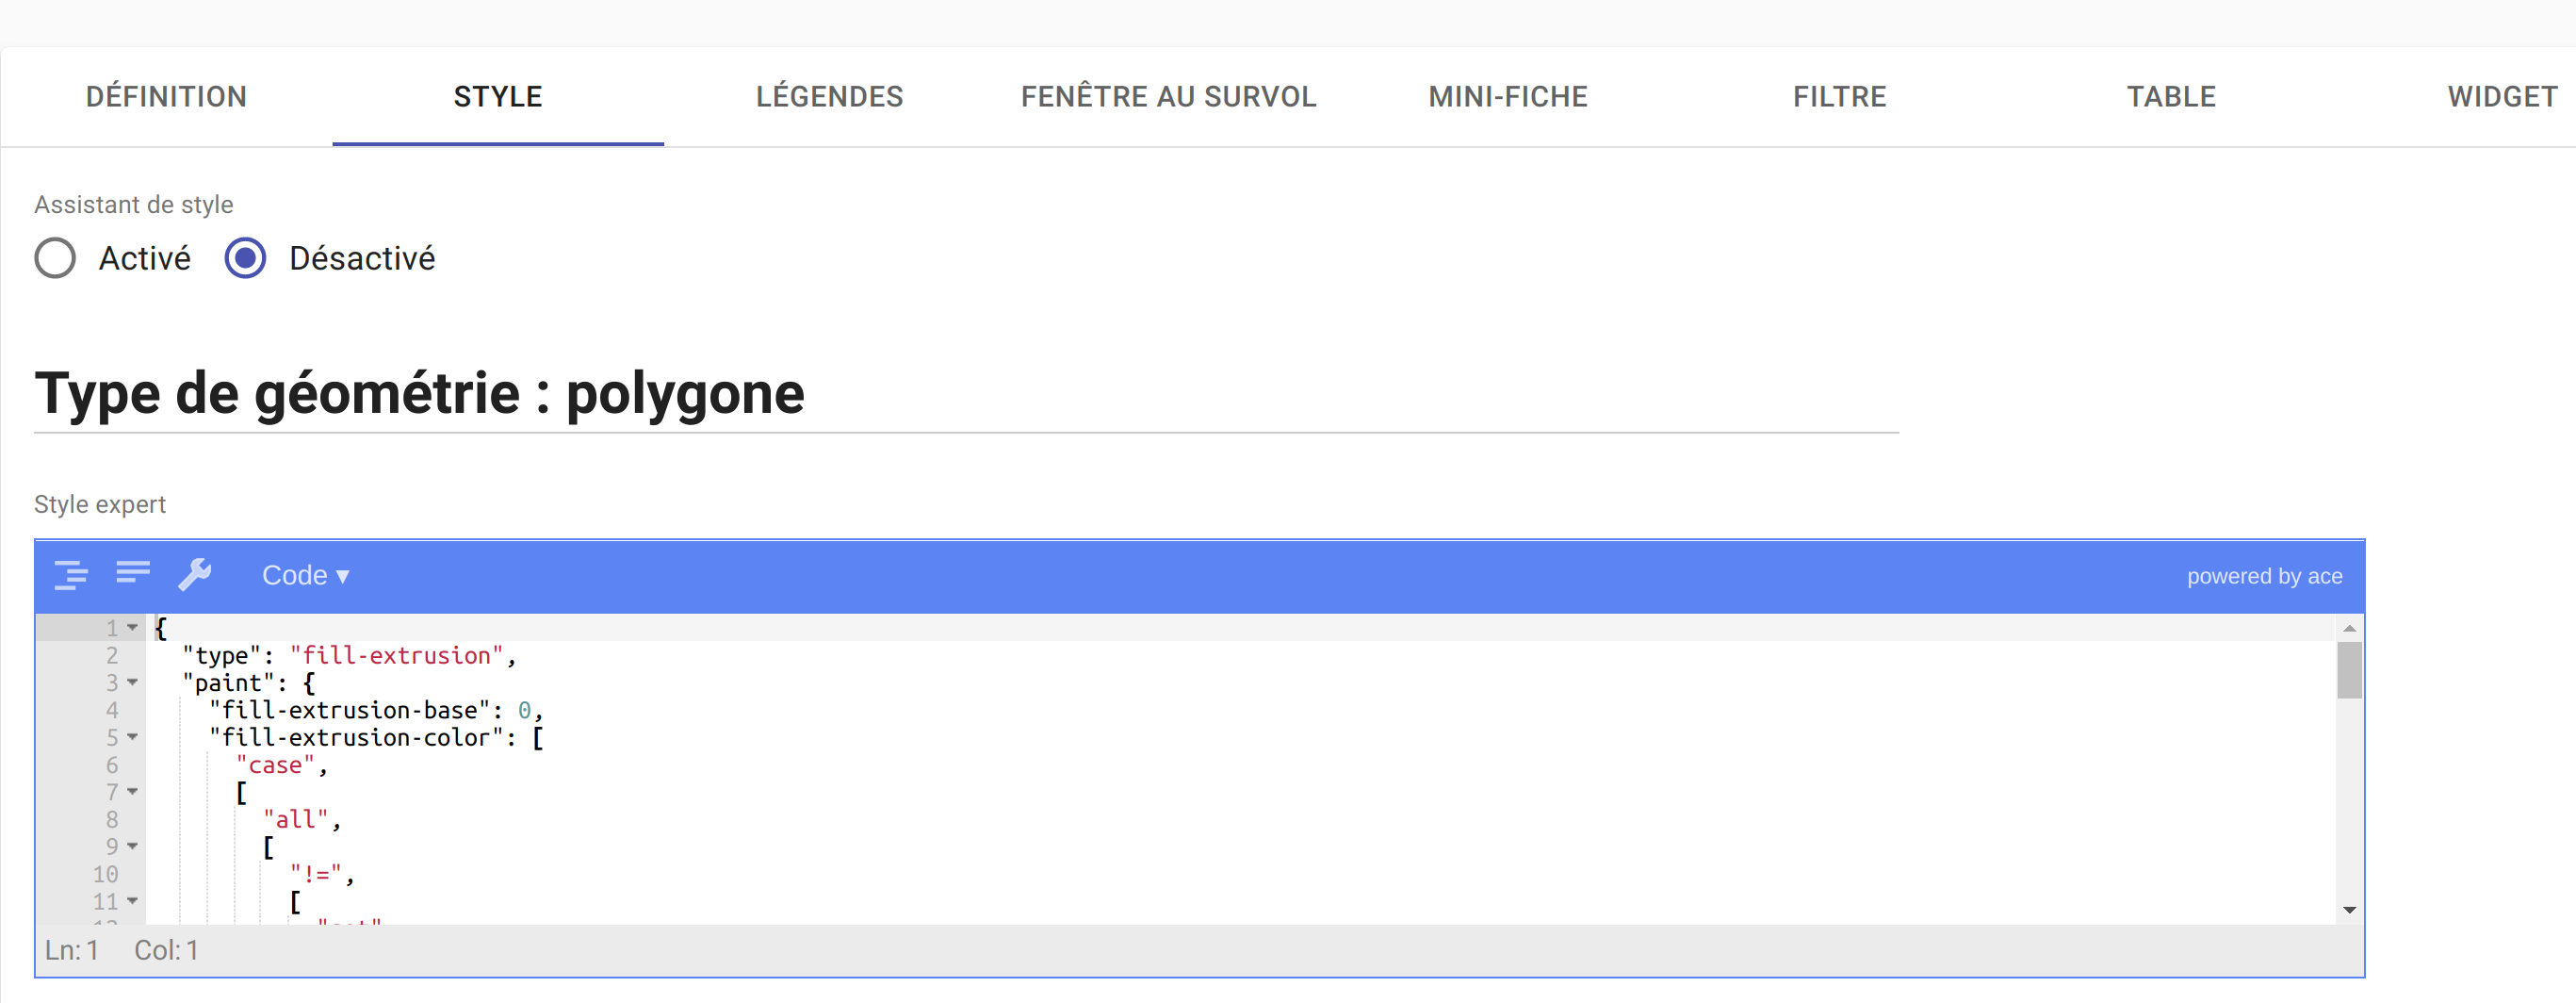 DÉFINITION STYLE LÉGENDES FENÊTRE AU SURVOL MINI-FICHE FILTRE TABLE WIDGET
Assistant de style
Activé Désactivé
Type de géométrie : polygone
Style expert
Code ▾ powered by ace
1 {
2 "type": "fill-extrusion",
3 "paint": {
4 "fill-extrusion-base": 0,
5 "fill-extrusion-color": [
6 "case",
7 [
8 "all",
9 [
10 "!=",
11 [
Ln: 1 Col: 1